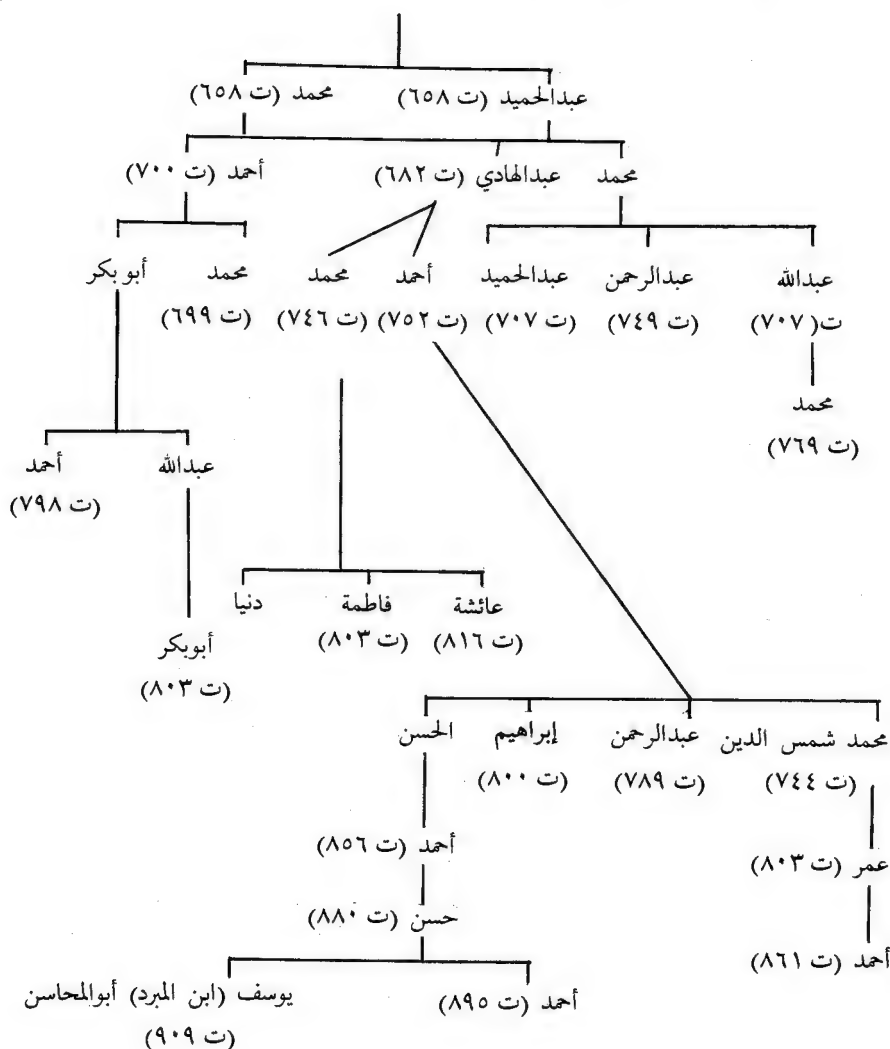 عبدالحميد (ت ٦٥٨) محمد (ت ٦٥٨)
محمد عبدالهادي (ت ٦٨٢) أحمد (ت ٧٠٠)
عبدالله عبدالرحمن عبدالحميد أحمد محمد محمد أبو بكر
ت( ٧٠٧) (ت ٧٤٩) (ت ٧٠٧) (ت ٧٥٢) (ت ٧٤٦) (ت ٦٩٩)
محمد
(ت ٧٦٩)
عبدالله أحمد
(ت ٧٩٨)
عائشة فاطمة دنيا
(ت ٨١٦) (ت ٨٠٣)
أبوبكر
(ت ٨٠٣)
محمد شمس الدين عبدالرحمن إبراهيم الحسن
(ت ٧٤٤) (ت ٧٨٩) (ت ٨٠٠)
أحمد (ت ٨٥٦)
عمر (ت ٨٠٣)
حسن (ت ٨٨٠)
أحمد (ت ٨٦١)
أحمد (ت ٨٩٥) يوسف (ابن المبرد) أبوالمحاسن
(ت ٩٠٩)